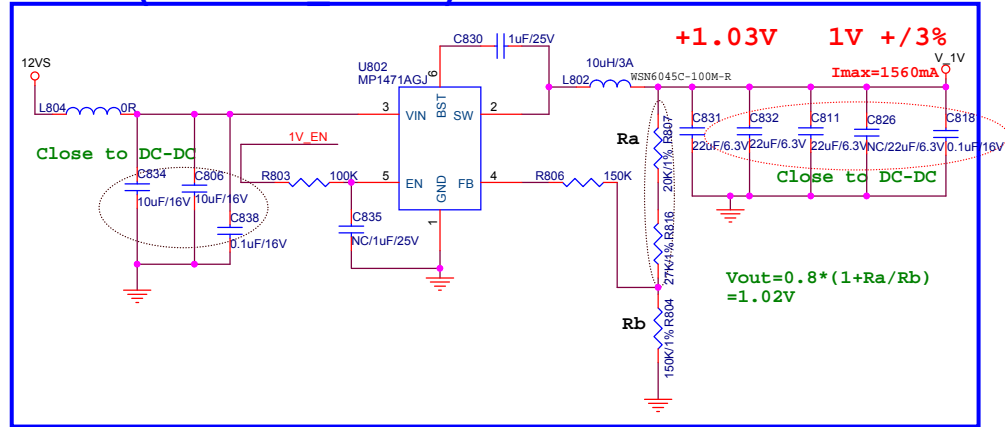 +1.03V 1V +/3%
V_1V
Imax=1560mA
12VS
C830 1uF/25V
U802
MP1471AGJ
10uH/3A
L802
WSN6045C-100M-R
L804 0R
6
BST
3 VIN SW 2
1V_EN
Close to DC-DC
C834
10uF/16V
C806
10uF/16V
C838
0.1uF/16V
R803 100K
5 EN FB 4
GND
1
C835
NC/1uF/25V
R806 150K
Ra
20K/1% R807
27K/1% R816
Rb
150K/1% R804
C831
22uF/6.3V
C832
22uF/6.3V
C811
22uF/6.3V
C826
NC/22uF/6.3V
C818
0.1uF/16V
Close to DC-DC
Vout=0.8*(1+Ra/Rb)
=1.02V